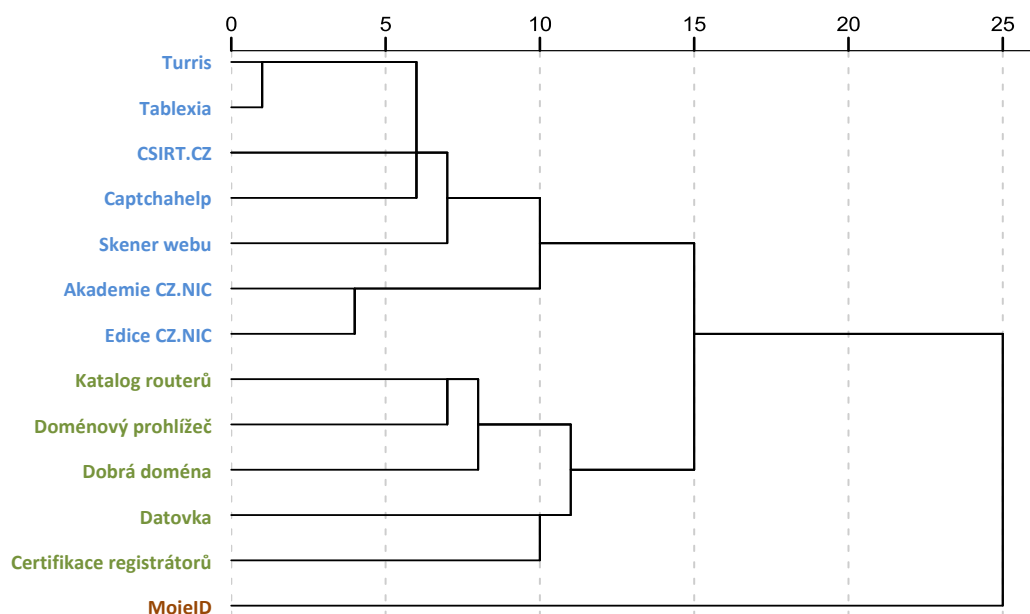 0 5 10 15 20 25
Turris
Tablexia
CSIRT.CZ
Captchahelp
Skener webu
Akademie CZ.NIC
Edice CZ.NIC
Katalog routerů
Doménový prohlížeč
Dobrá doména
Datovka
Certifikace registrátorů
MojeID